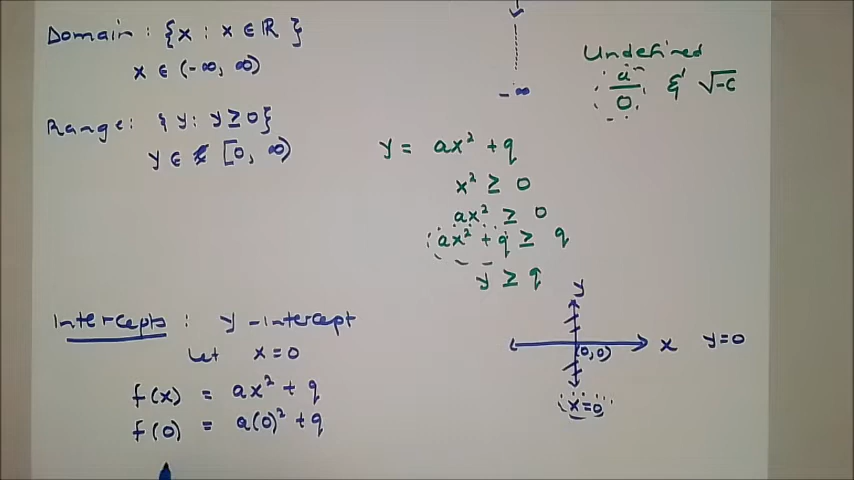 Domain : {x : x ∈ ℝ }
x ∈ (-∞, ∞)
Range : { y : y ≥ 0}
y ∈ [0, ∞)
-∞
Undefined
a/0 & √-c
y = ax² + q
x² ≥ 0
ax² ≥ 0
ax² + q ≥ q
y ≥ q
Intercepts : y-intercept
Let x = 0
f(x) = ax² + q
f(0) = a(0)² + q
y
(0,0)
x
y=0
x=0